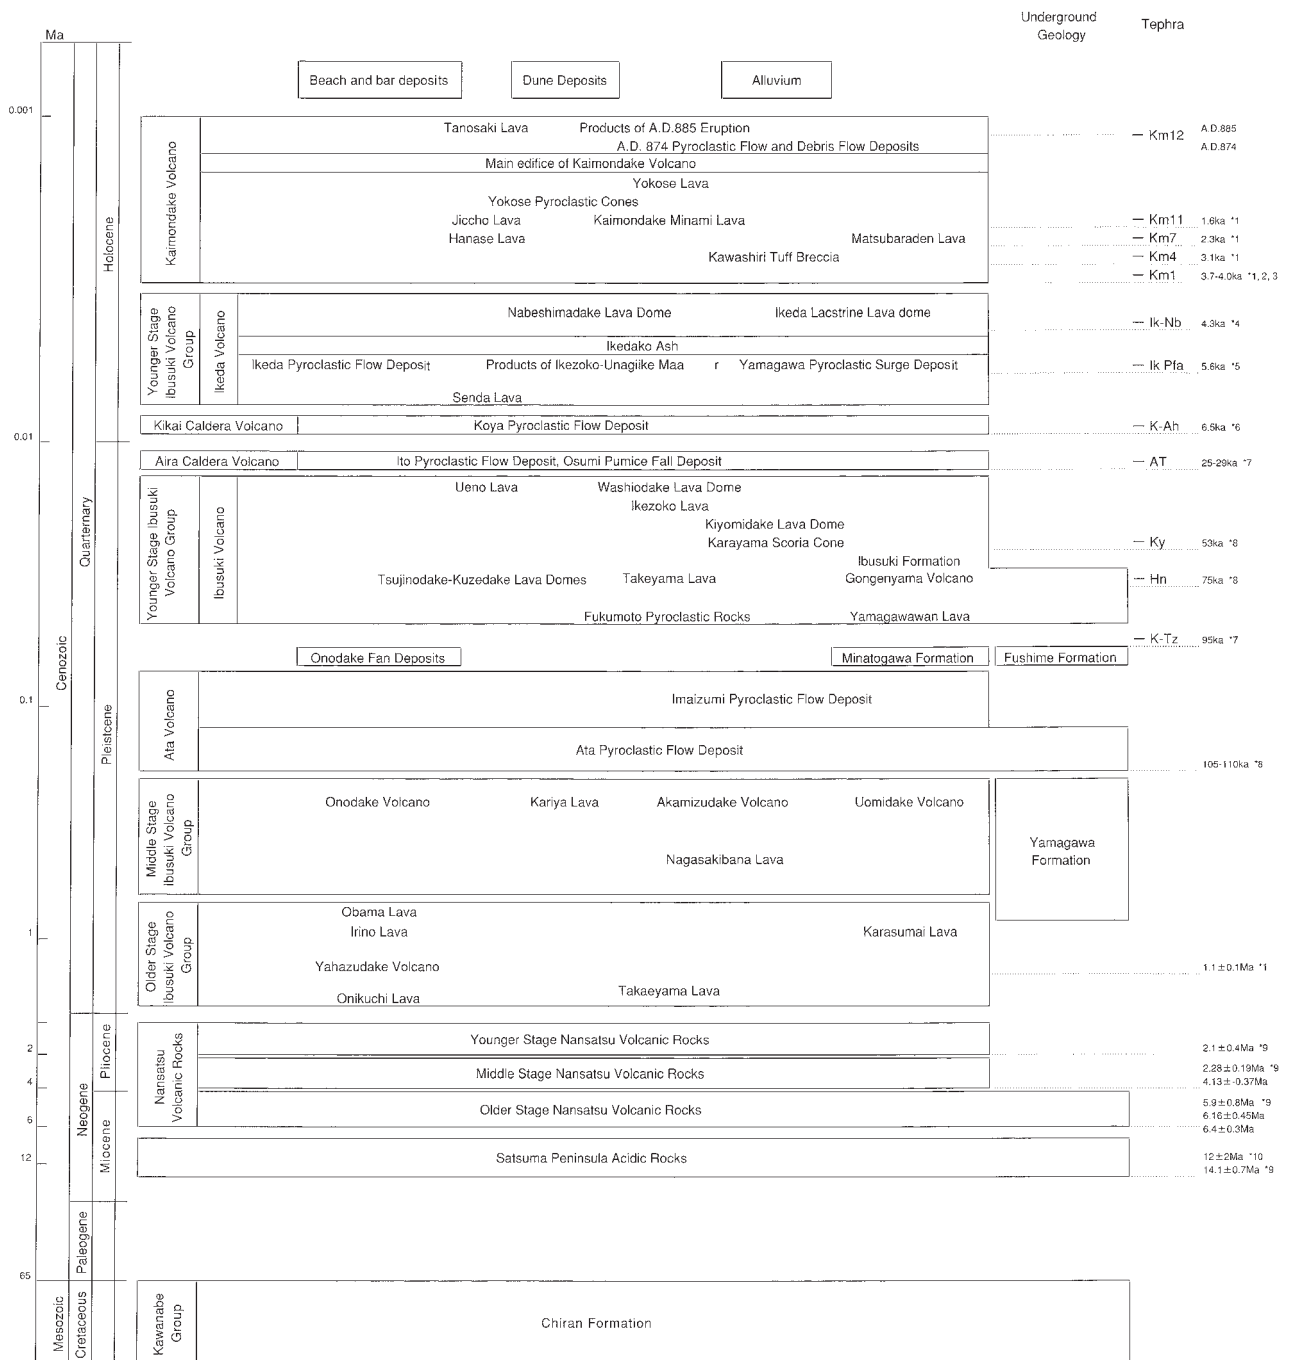 Underground
Geology
Tephra
Ma
Beach and bar deposits
Dune Deposits
Alluvium
0.001
Tanosaki Lava
Products of A.D.885 Eruption
Km12
A.D.885
A.D. 874 Pyroclastic Flow and Debris Flow Deposits
A.D.874
Main edifice of Kaimondake Volcano
Kaimondake Volcano
Yokose Lava
Yokose Pyroclastic Cones
Jiccho Lava
Kaimondake Minami Lava
Km11
1.6ka *1
Hanase Lava
Matsubaraden Lava
Km7
2.3ka *1
Kawashiri Tuff Breccia
Km4
3.1ka *1
Km1
3.7-4.0ka *1, 2, 3
Holocene
Younger Stage
Ibusuki Volcano
Group
Ikeda Volcano
Nabeshimadake Lava Dome
Ikeda Lacstrine Lava dome
Ik-Nb
4.3ka *4
Ikedako Ash
Ikeda Pyroclastic Flow Deposit
Products of Ikezoko-Unagiike Maa r
Yamagawa Pyroclastic Surge Deposit
Ik Pfa
5.6ka *5
Senda Lava
Kikai Caldera Volcano
Koya Pyroclastic Flow Deposit
K-Ah
6.5ka *6
0.01
Aira Caldera Volcano
Ito Pyroclastic Flow Deposit, Osumi Pumice Fall Deposit
AT
25-29ka *7
Younger Stage Ibusuki
Volcano Group
Ibusuki Volcano
Ueno Lava
Washiodake Lava Dome
Ikezoko Lava
Kiyomidake Lava Dome
Karayama Scoria Cone
Ky
53ka *8
Ibusuki Formation
Tsujinodake-Kuzedake Lava Domes
Takeyama Lava
Gongenyama Volcano
Hn
75ka *8
Fukumoto Pyroclastic Rocks
Yamagawawan Lava
Quarternary
Cenozoic
K-Tz
95ka *7
Onodake Fan Deposits
Minatogawa Formation
Fushime Formation
0.1
Pleistcene
Ata Volcano
Imaizumi Pyroclastic Flow Deposit
Ata Pyroclastic Flow Deposit
105-110ka *8
Middle Stage
Ibusuki Volcano
Group
Onodake Volcano
Kariya Lava
Akamizudake Volcano
Uomidake Volcano
Nagasakibana Lava
Yamagawa
Formation
Older Stage
Ibusuki Volcano
Group
Obama Lava
1
Irino Lava
Karasumai Lava
Yahazudake Volcano
1.1±0.1Ma *1
Takaeyama Lava
Onikuchi Lava
Pliocene
Nansatsu
Volcanic Rocks
Younger Stage Nansatsu Volcanic Rocks
2
2.1±0.4Ma *9
Middle Stage Nansatsu Volcanic Rocks
2.28±0.19Ma *9
4
4.13±-0.37Ma
Neogene
Miocene
Older Stage Nansatsu Volcanic Rocks
5.9±0.8Ma *9
6
6.16±0.45Ma
6.4±0.3Ma
12
Satsuma Peninsula Acidic Rocks
12±2Ma *10
14.1±0.7Ma *9
Paleogene
65
Mesozoic
Cretaceous
Kawanabe
Group
Chiran Formation